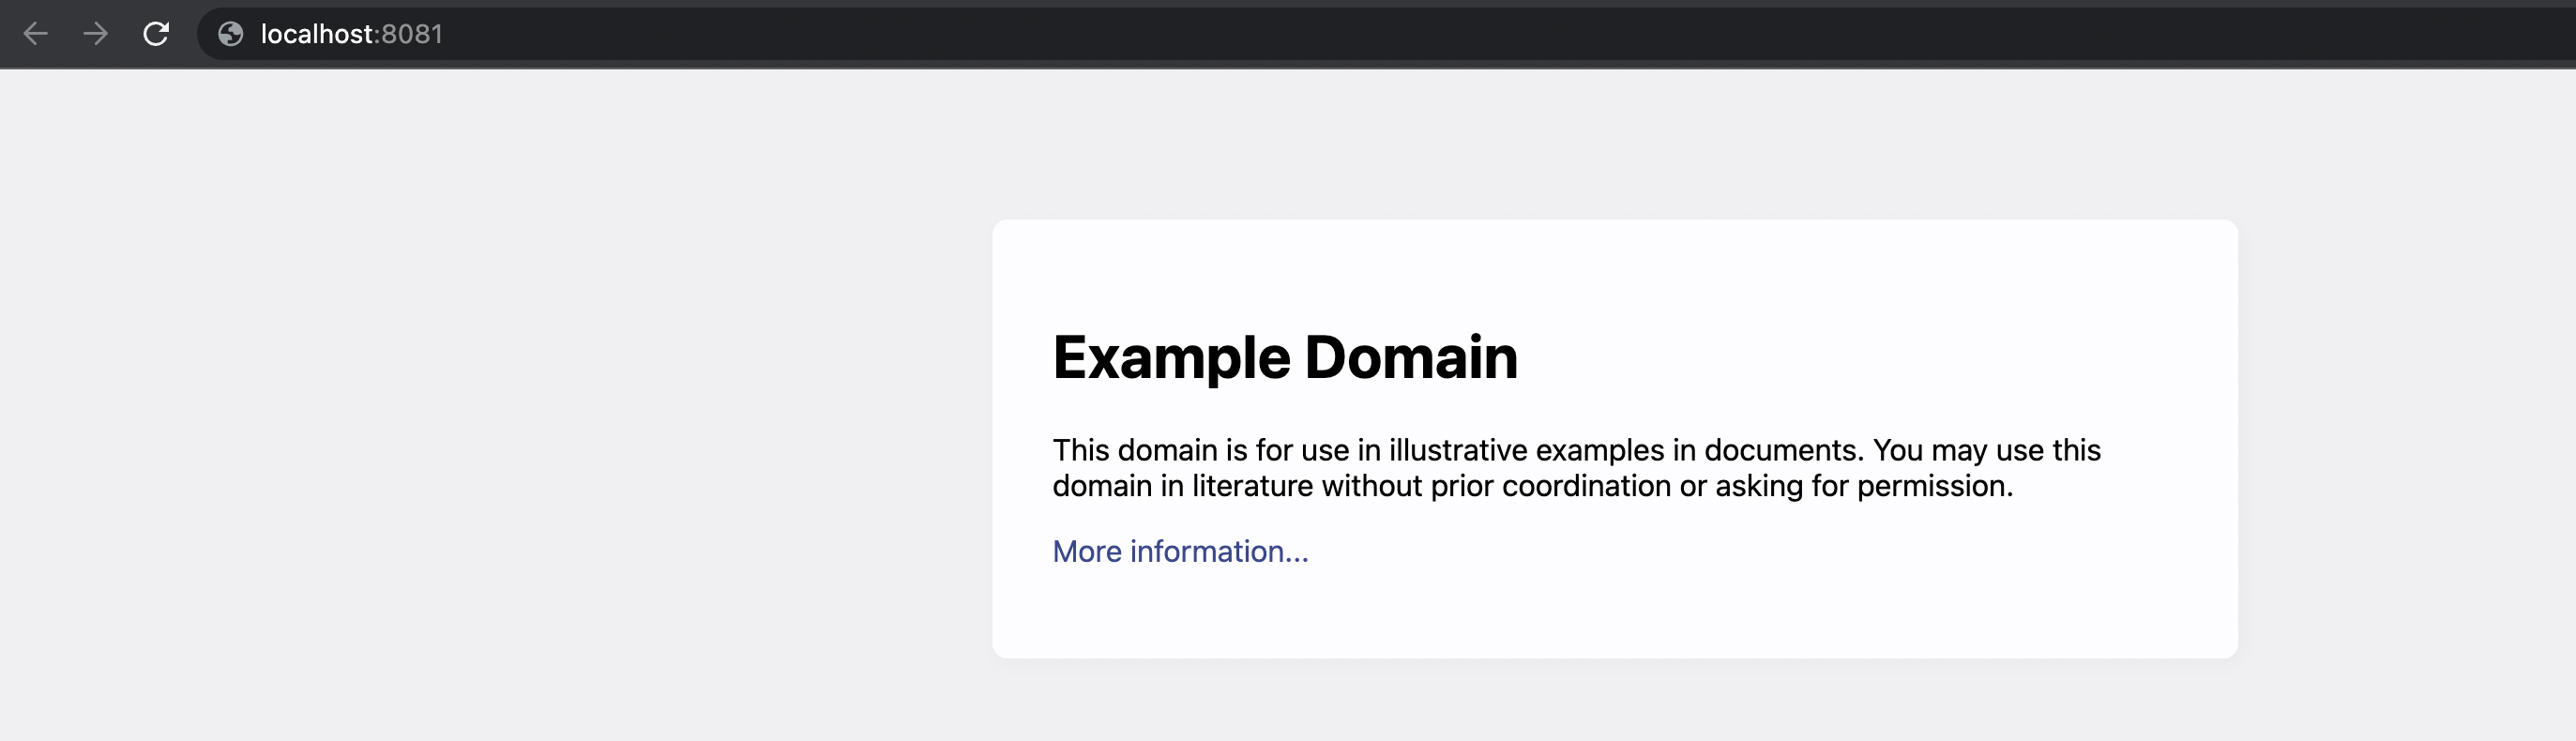 localhost:8081
Example Domain
This domain is for use in illustrative examples in documents. You may use this
domain in literature without prior coordination or asking for permission.
More information...